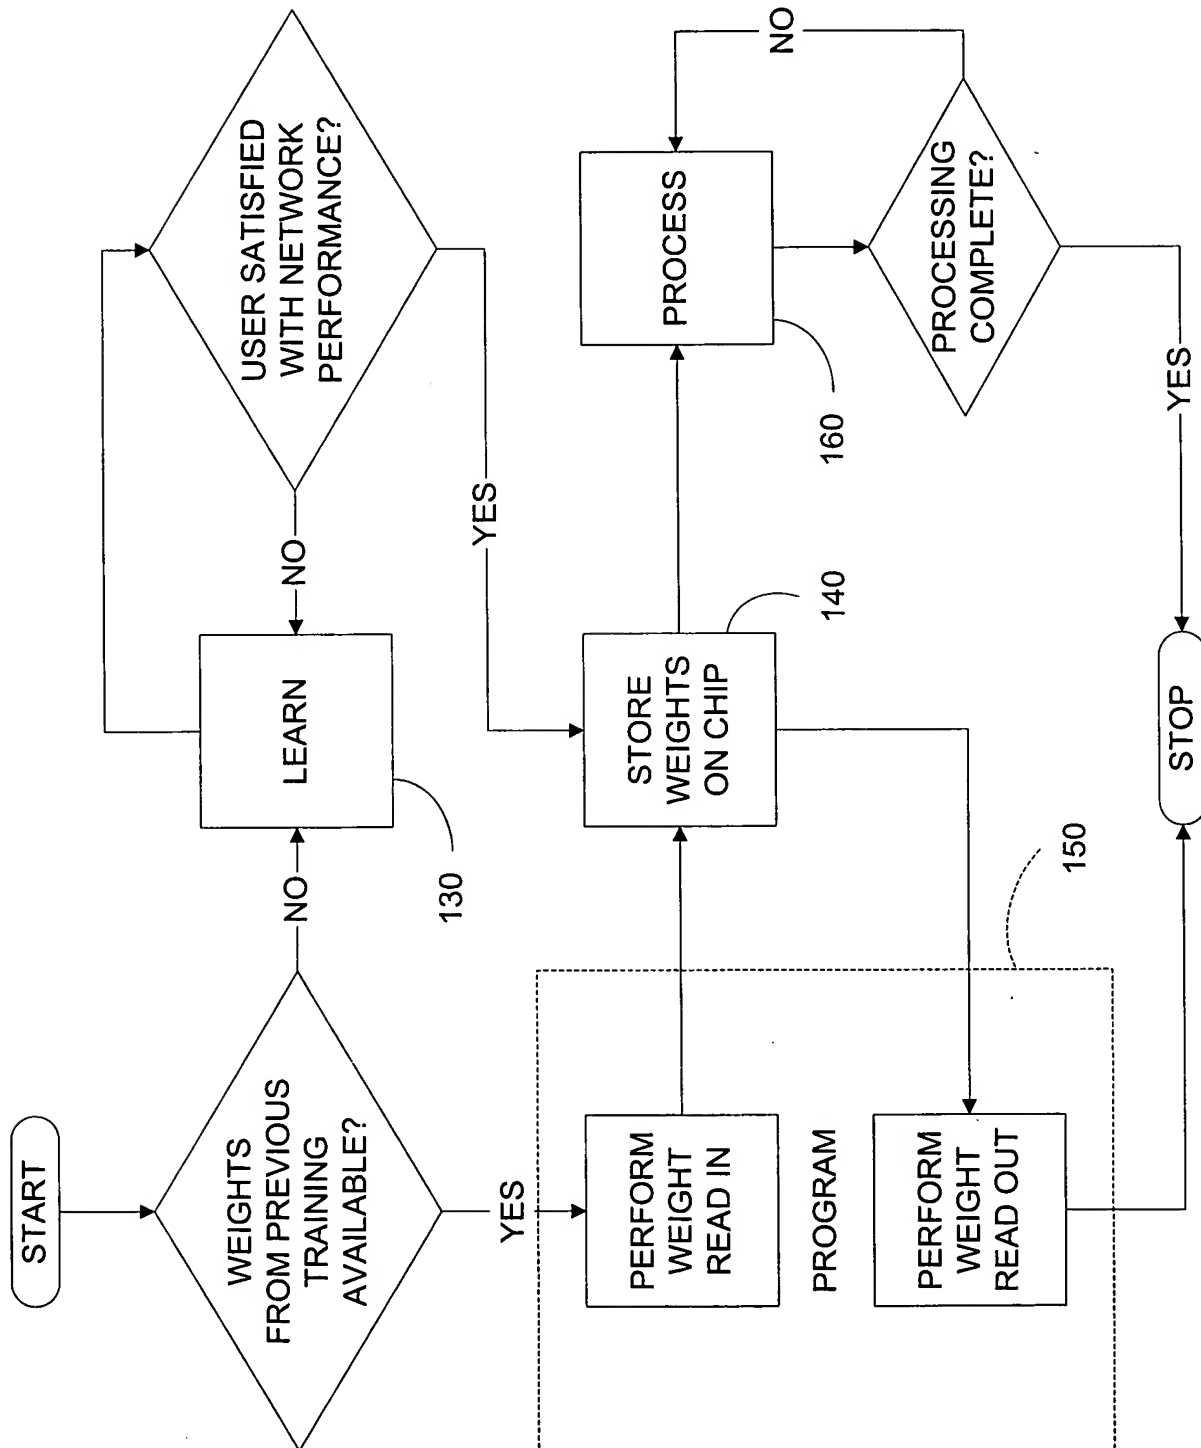 START
WEIGHTS
FROM PREVIOUS
TRAINING
AVAILABLE?
NO
YES
LEARN
130
NO
USER SATISFIED
WITH NETWORK
PERFORMANCE?
YES
PERFORM
WEIGHT
READ IN
PROGRAM
PERFORM
WEIGHT
READ OUT
150
STORE
WEIGHTS
ON CHIP
140
PROCESS
160
NO
PROCESSING
COMPLETE?
YES
STOP